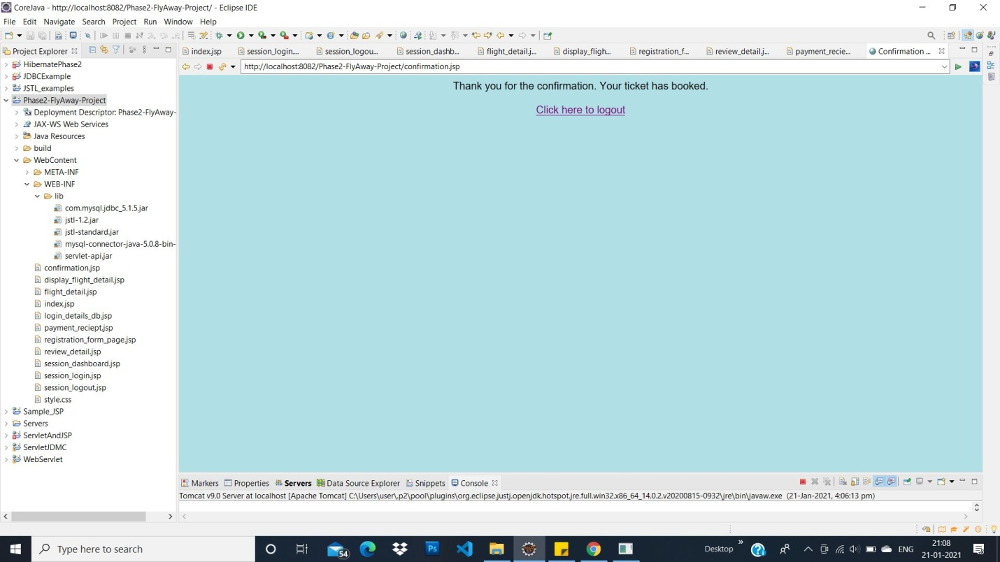 CoreJava - http://localhost:8082/Phase2-FlyAway-Project/ - Eclipse IDE
File Edit Navigate Search Project Run Window Help
Project Explorer
index.jsp session_login.... session_logou... session_dashb... flight_detail.j... display_fligh... registration_f... review_detail.j... payment_recie... Confirmation ...
http://localhost:8082/Phase2-FlyAway-Project/confirmation.jsp
Thank you for the confirmation. Your ticket has booked.
Click here to logout
HibernatePhase2
JDBCExample
JSTL_examples
Phase2-FlyAway-Project
Deployment Descriptor: Phase2-FlyAway-
JAX-WS Web Services
Java Resources
build
WebContent
META-INF
WEB-INF
lib
com.mysql.jdbc_5.1.5.jar
jstl-1.2.jar
jstl-standard.jar
mysql-connector-java-5.0.8-bin-
servlet-api.jar
confirmation.jsp
display_flight_detail.jsp
flight_detail.jsp
index.jsp
login_details_db.jsp
payment_reciept.jsp
registration_form_page.jsp
review_detail.jsp
session_dashboard.jsp
session_login.jsp
session_logout.jsp
style.css
Sample_JSP
Servers
ServletAndJSP
ServletJDMC
WebServlet
Markers Properties Servers Data Source Explorer Snippets Console
Tomcat v9.0 Server at localhost [Apache Tomcat] C:\Users\user\.p2\pool\plugins\org.eclipse.justj.openjdk.hotspot.jre.full.win32.x86_64_14.0.2.v20200815-0932\jre\bin\javaw.exe (21-Jan-2021, 4:06:13 pm)
Type here to search
54
Ps
Desktop
ENG
21:08
21-01-2021